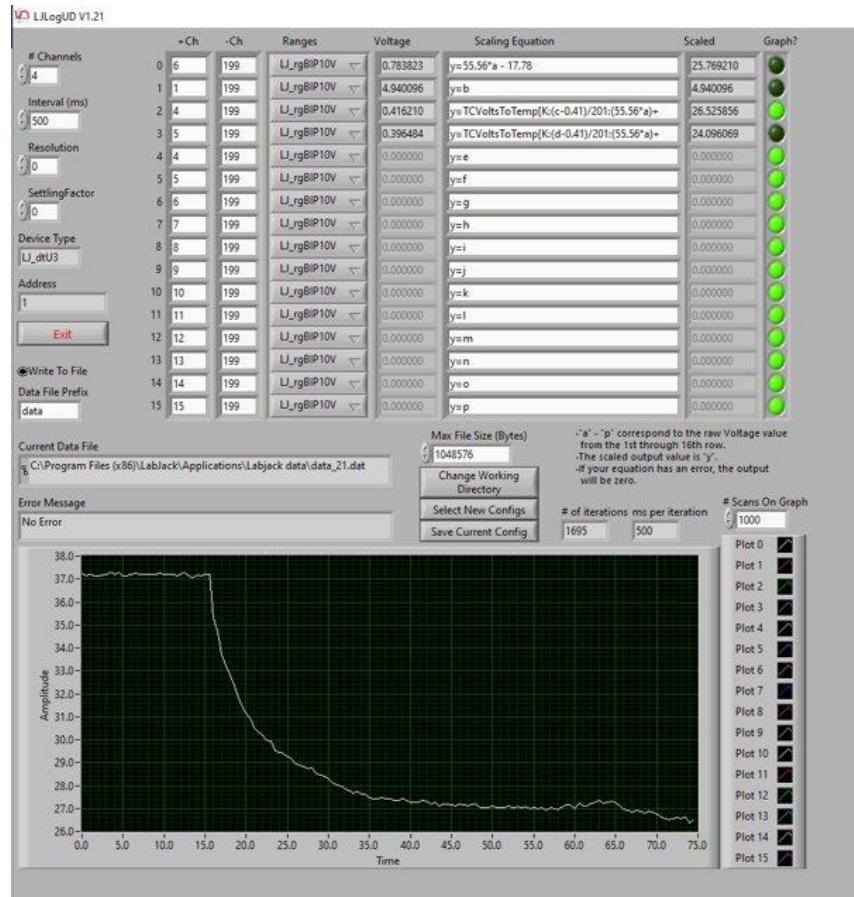 LJLogUD V1.21
+Ch -Ch Ranges Voltage Scaling Equation Scaled Graph?
# Channels
4
Interval (ms)
500
Resolution
0
SettlingFactor
0
Device Type
LJ_dtU3
Address
1
Exit
Write To File
Data File Prefix
data
0 6 199 LJ_rgBIP10V 0.783823 y=55.56*a - 17.78 25.769210
1 1 199 LJ_rgBIP10V 4.940096 y=b 4.940096
2 4 199 LJ_rgBIP10V 0.416210 y=TCVoltsToTemp[K:(c-0.41)/201:(55.56*a)+ 26.525856
3 5 199 LJ_rgBIP10V 0.396484 y=TCVoltsToTemp[K:(d-0.41)/201:(55.56*a)+ 24.096069
4 4 199 LJ_rgBIP10V 0.000000 y=e 0.000000
5 5 199 LJ_rgBIP10V 0.000000 y=f 0.000000
6 6 199 LJ_rgBIP10V 0.000000 y=g 0.000000
7 7 199 LJ_rgBIP10V 0.000000 y=h 0.000000
8 8 199 LJ_rgBIP10V 0.000000 y=i 0.000000
9 9 199 LJ_rgBIP10V 0.000000 y=j 0.000000
10 10 199 LJ_rgBIP10V 0.000000 y=k 0.000000
11 11 199 LJ_rgBIP10V 0.000000 y=l 0.000000
12 12 199 LJ_rgBIP10V 0.000000 y=m 0.000000
13 13 199 LJ_rgBIP10V 0.000000 y=n 0.000000
14 14 199 LJ_rgBIP10V 0.000000 y=o 0.000000
15 15 199 LJ_rgBIP10V 0.000000 y=p 0.000000
Current Data File
C:\Program Files (x86)\LabJack\Applications\Labjack data\data_21.dat
Error Message
No Error
Max File Size (Bytes)
1048576
Change Working
Directory
Select New Configs
Save Current Config
-"a" - "p" correspond to the raw Voltage value
from the 1st through 16th row.
-The scaled output value is "y".
-If your equation has an error, the output
will be zero.
# of iterations ms per iteration
1695 500
# Scans On Graph
1000
38.0
37.0
36.0
35.0
34.0
33.0
32.0
31.0
30.0
29.0
28.0
27.0
26.0
Amplitude
0.0 5.0 10.0 15.0 20.0 25.0 30.0 35.0 40.0 45.0 50.0 55.0 60.0 65.0 70.0 75.0
Time
Plot 0
Plot 1
Plot 2
Plot 3
Plot 4
Plot 5
Plot 6
Plot 7
Plot 8
Plot 9
Plot 10
Plot 11
Plot 12
Plot 13
Plot 14
Plot 15